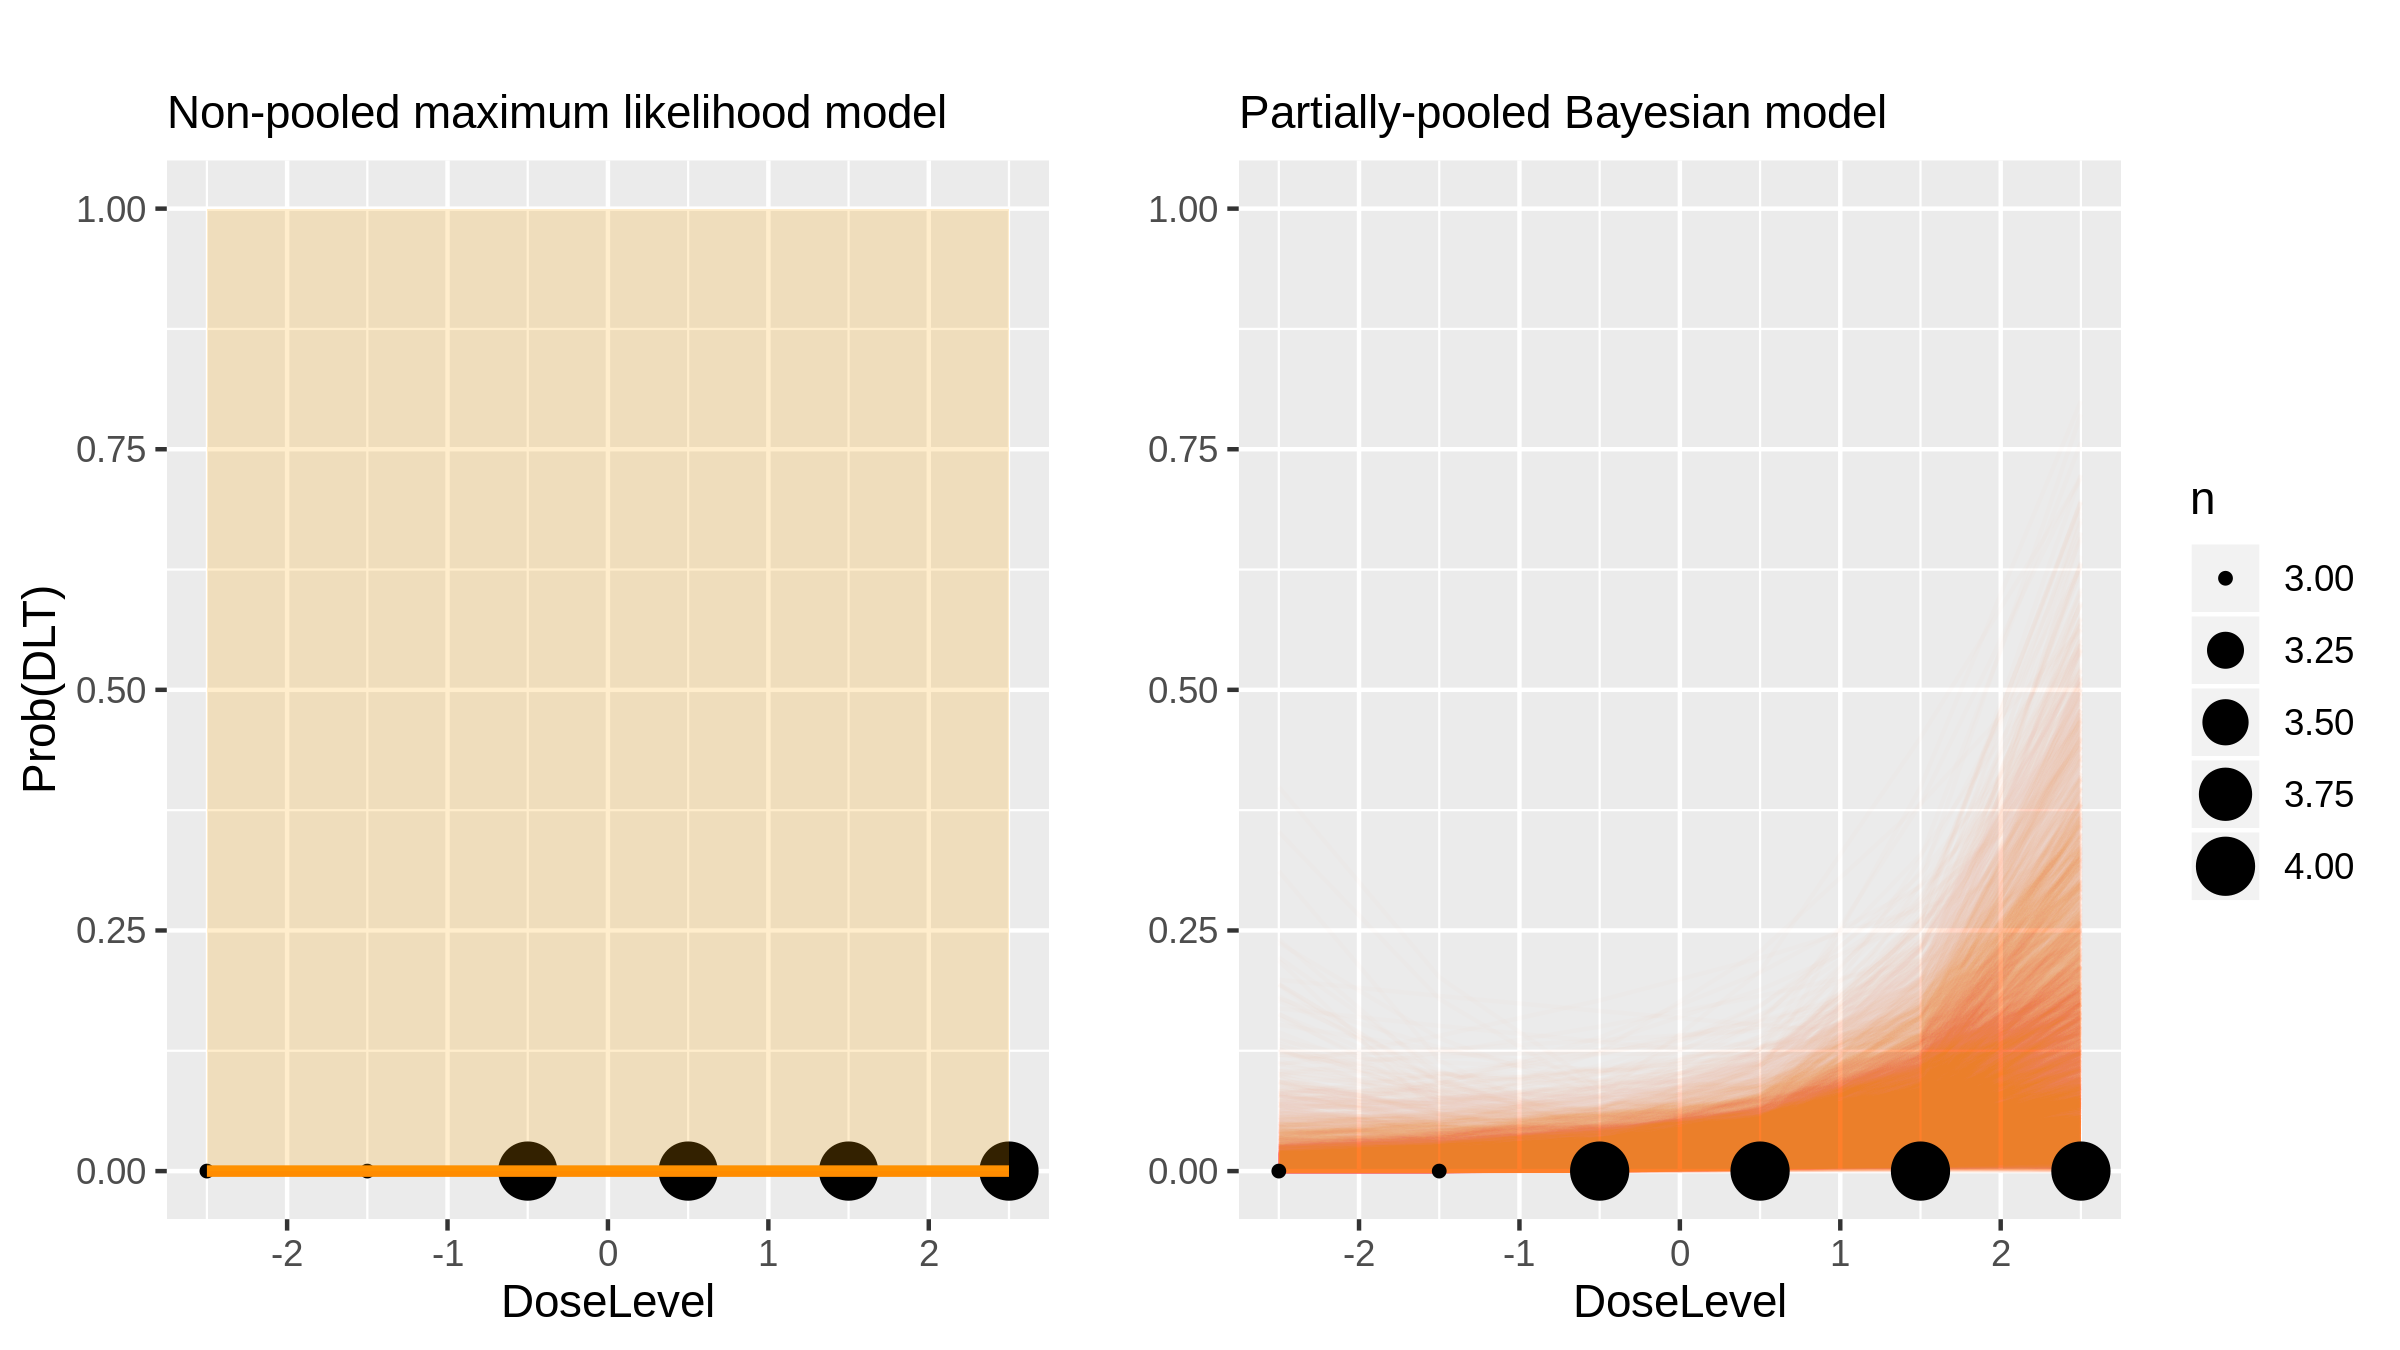 Non-pooled maximum likelihood model
Partially-pooled Bayesian model
Prob(DLT)
1.00
0.75
0.50
0.25
0.00
-2 -1 0 1 2
DoseLevel
1.00
0.75
0.50
0.25
0.00
-2 -1 0 1 2
DoseLevel
n
3.00
3.25
3.50
3.75
4.00